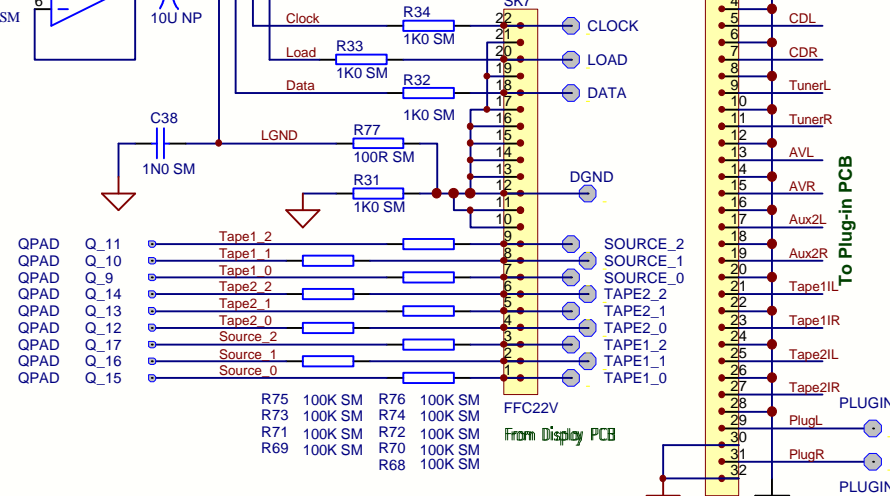 SM
6
10U NP
SK7
Clock
R34
22
CLOCK
1K0 SM
21
Load
R33
20
LOAD
1K0 SM
19
Data
R32
18
DATA
1K0 SM
17
C38
16
LGND
R77
15
1N0 SM
100R SM
14
13
R31
12
DGND
1K0 SM
11
10
QPAD Q_11 Tape1_2 9 SOURCE_2
QPAD Q_10 Tape1_1 8 SOURCE_1
QPAD Q_9 Tape1_0 7 SOURCE_0
QPAD Q_14 Tape2_2 6 TAPE2_2
QPAD Q_13 Tape2_1 5 TAPE2_1
QPAD Q_12 Tape2_0 4 TAPE2_0
QPAD Q_17 Source_2 3 TAPE1_2
QPAD Q_16 Source_1 2 TAPE1_1
QPAD Q_15 Source_0 1 TAPE1_0
R75 100K SM R76 100K SM
R73 100K SM R74 100K SM
R71 100K SM R72 100K SM
R69 100K SM R70 100K SM
R68 100K SM
FFC22V
From Display PCB
4
5 CDL
6
7 CDR
8
9 TunerL
10
11 TunerR
12
13 AVL
14
15 AVR
16
17 Aux2L
18
19 Aux2R
20
21 Tape1IL
22
23 Tape1IR
24
25 Tape2IL
26
27 Tape2IR
28
29 PlugL
30
31 PlugR
32
To Plug-in PCB
PLUGIN
PLUGIN